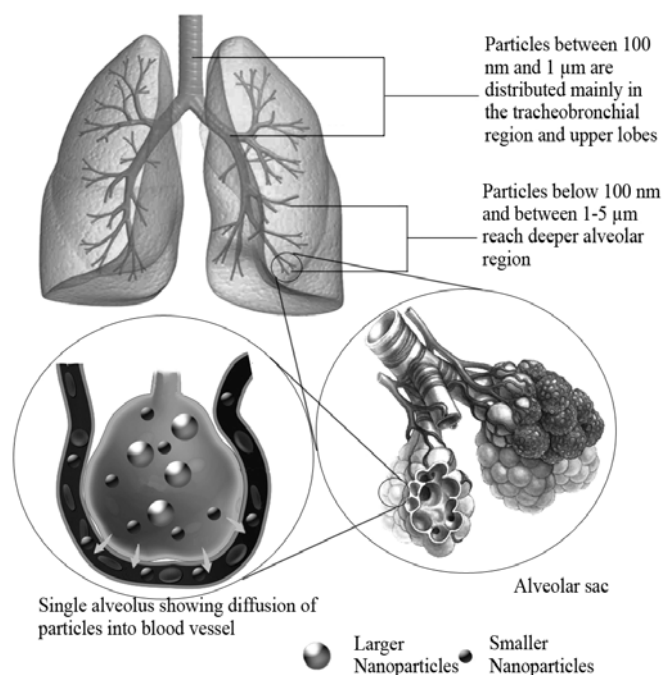 Particles between 100
nm and 1 µm are
distributed mainly in
the tracheobronchial
region and upper lobes
Particles below 100 nm
and between 1-5 µm
reach deeper alveolar
region
Alveolar sac
Single alveolus showing diffusion of
particles into blood vessel
Larger
Nanoparticles
Smaller
Nanoparticles